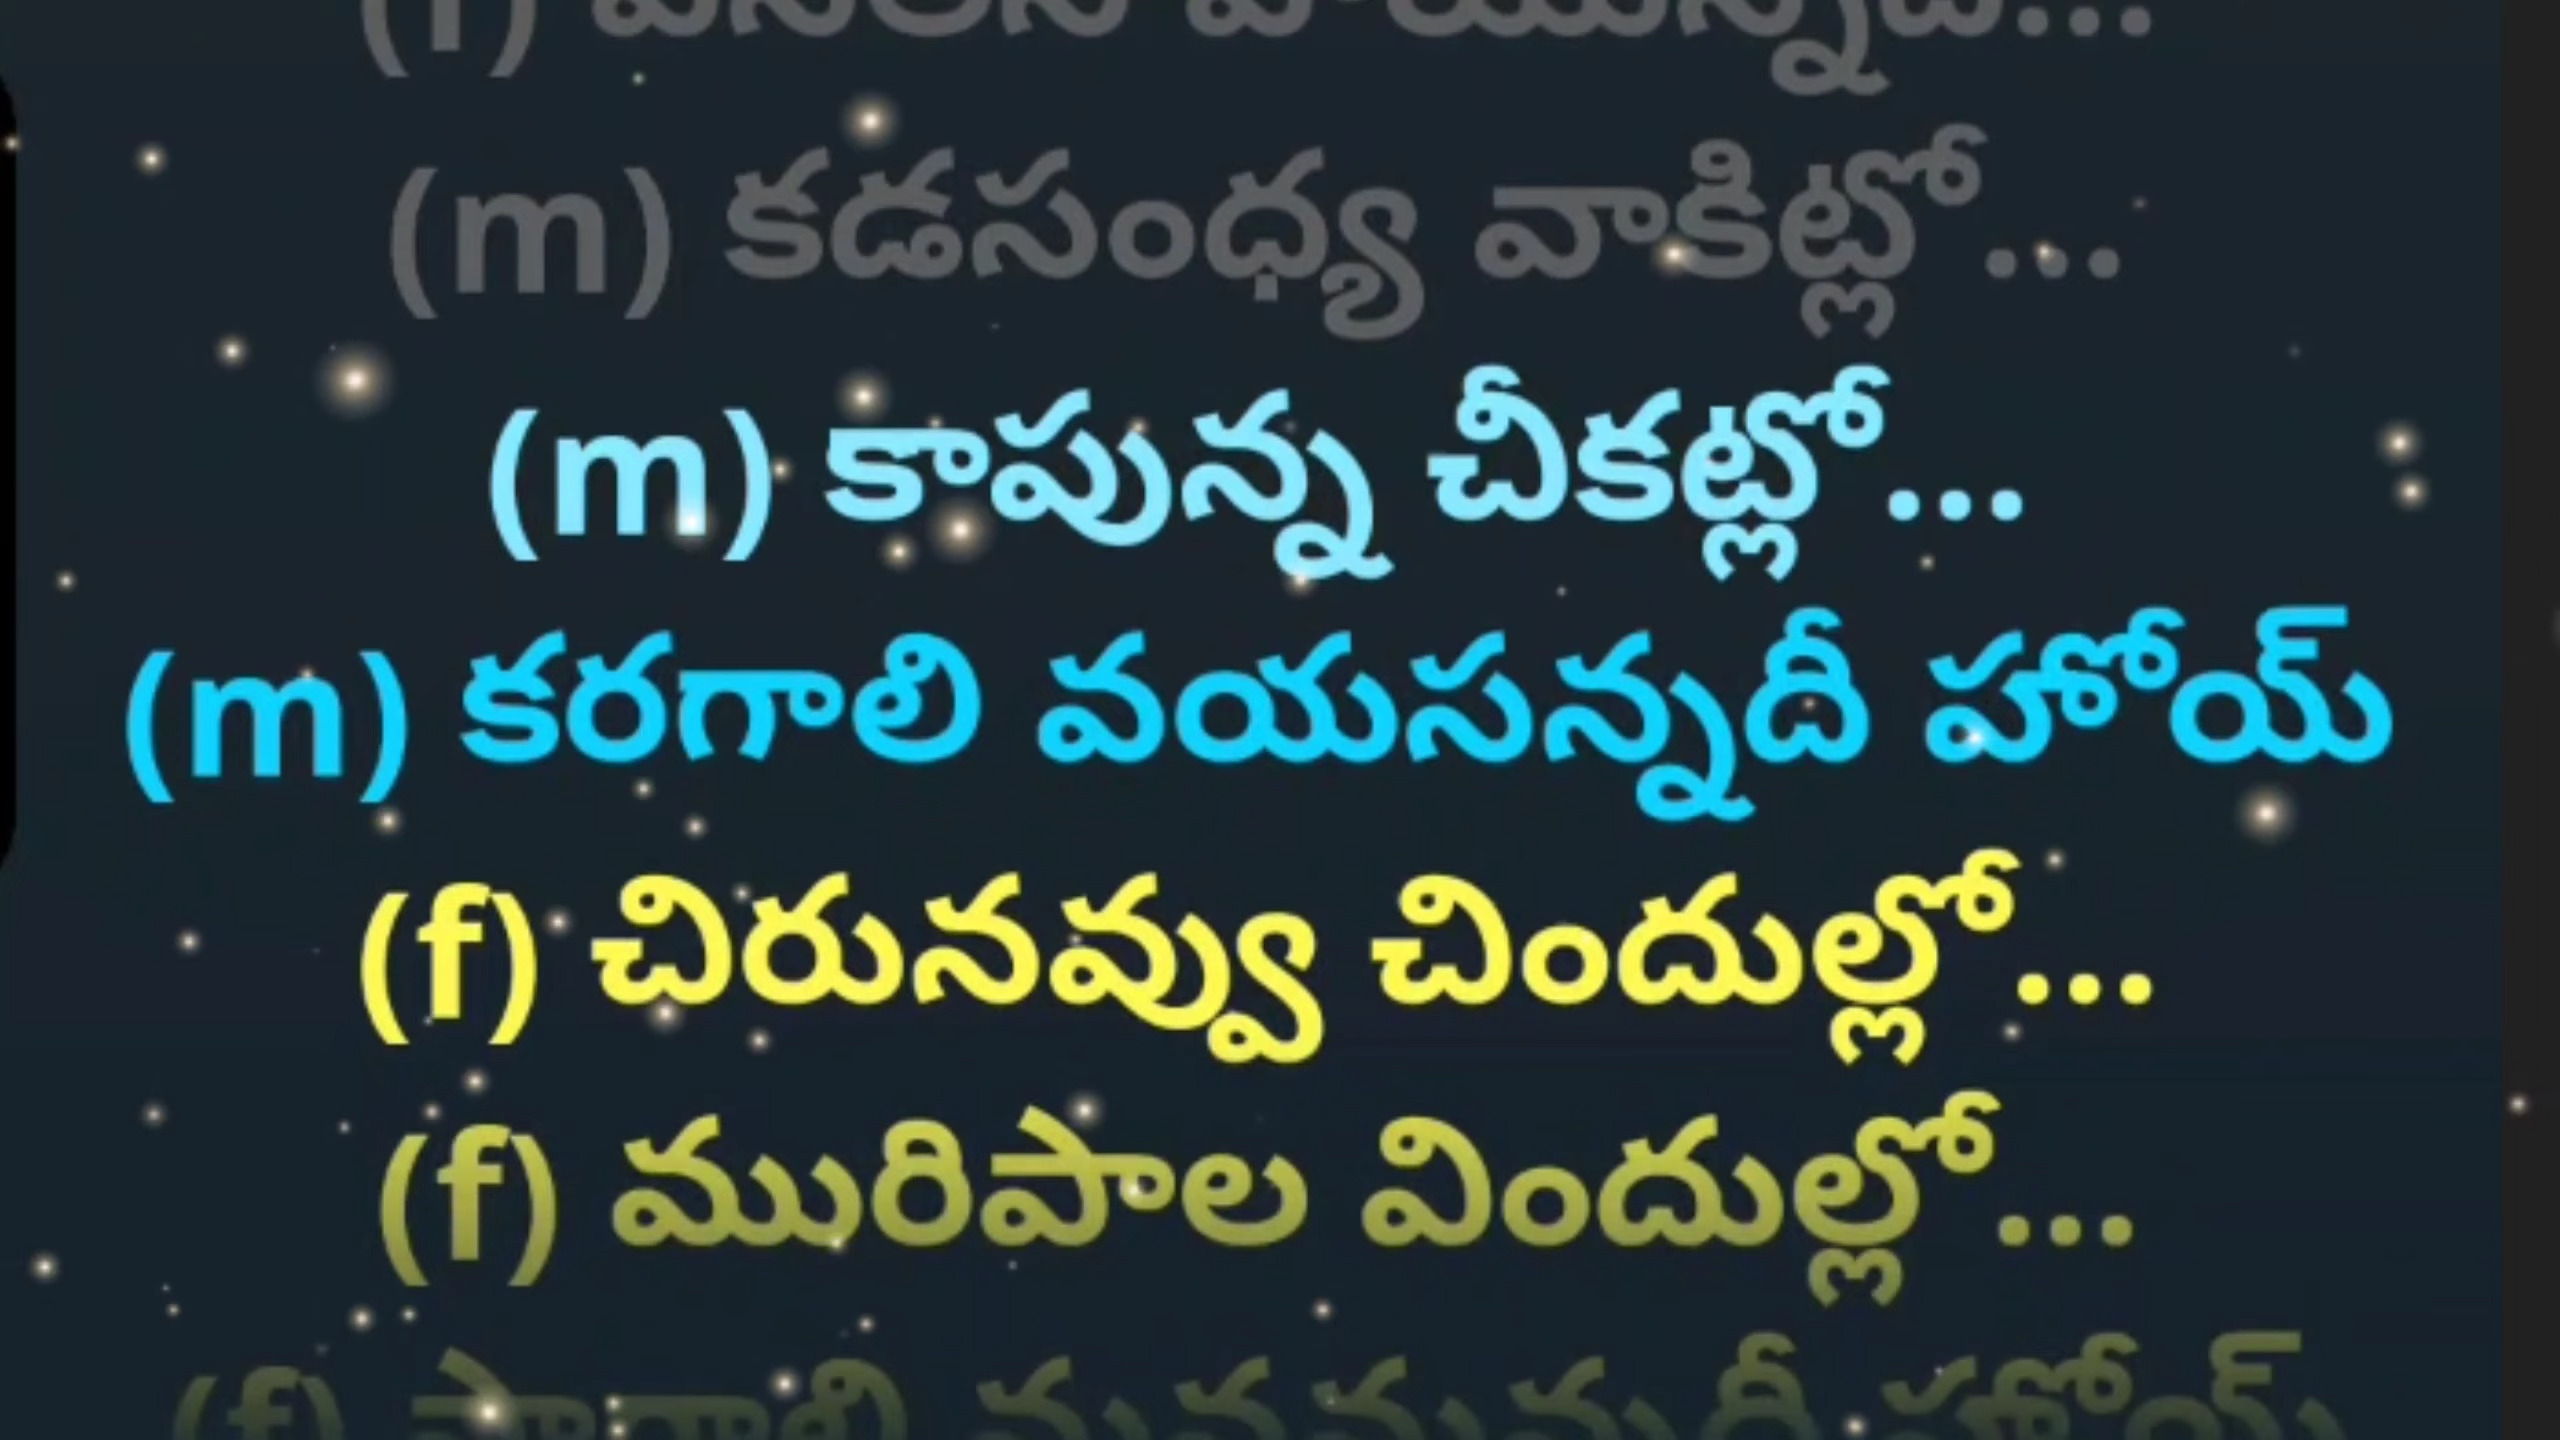 (f)
(m) కడసంధ్య వాకిట్లో...
(m) కాపున్న చీకట్లో...
(m) కరగాలి వయసన్నదీ హోయ్
(f) చిరునవ్వు చిందుల్లో...
(f) మురిపాల విందుల్లో...
(f) హోయ్